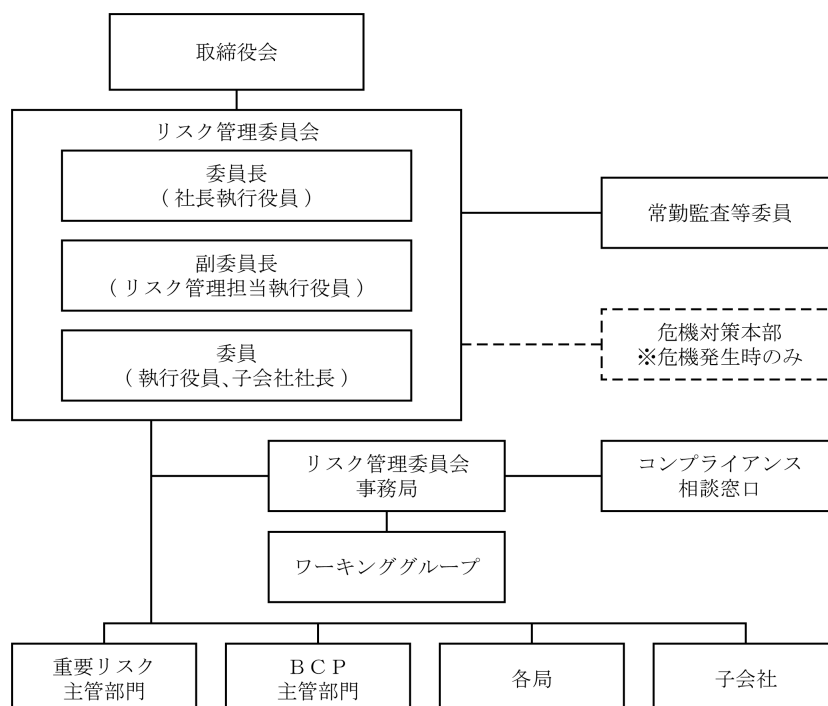 取締役会
リスク管理委員会
委員長
（社長執行役員）
常勤監査等委員
副委員長
（リスク管理担当執行役員）
危機対策本部
※危機発生時のみ
委員
（執行役員、子会社社長）
リスク管理委員会
事務局
コンプライアンス
相談窓口
ワーキンググループ
重要リスク
主管部門
ＢＣＰ
主管部門
各局
子会社